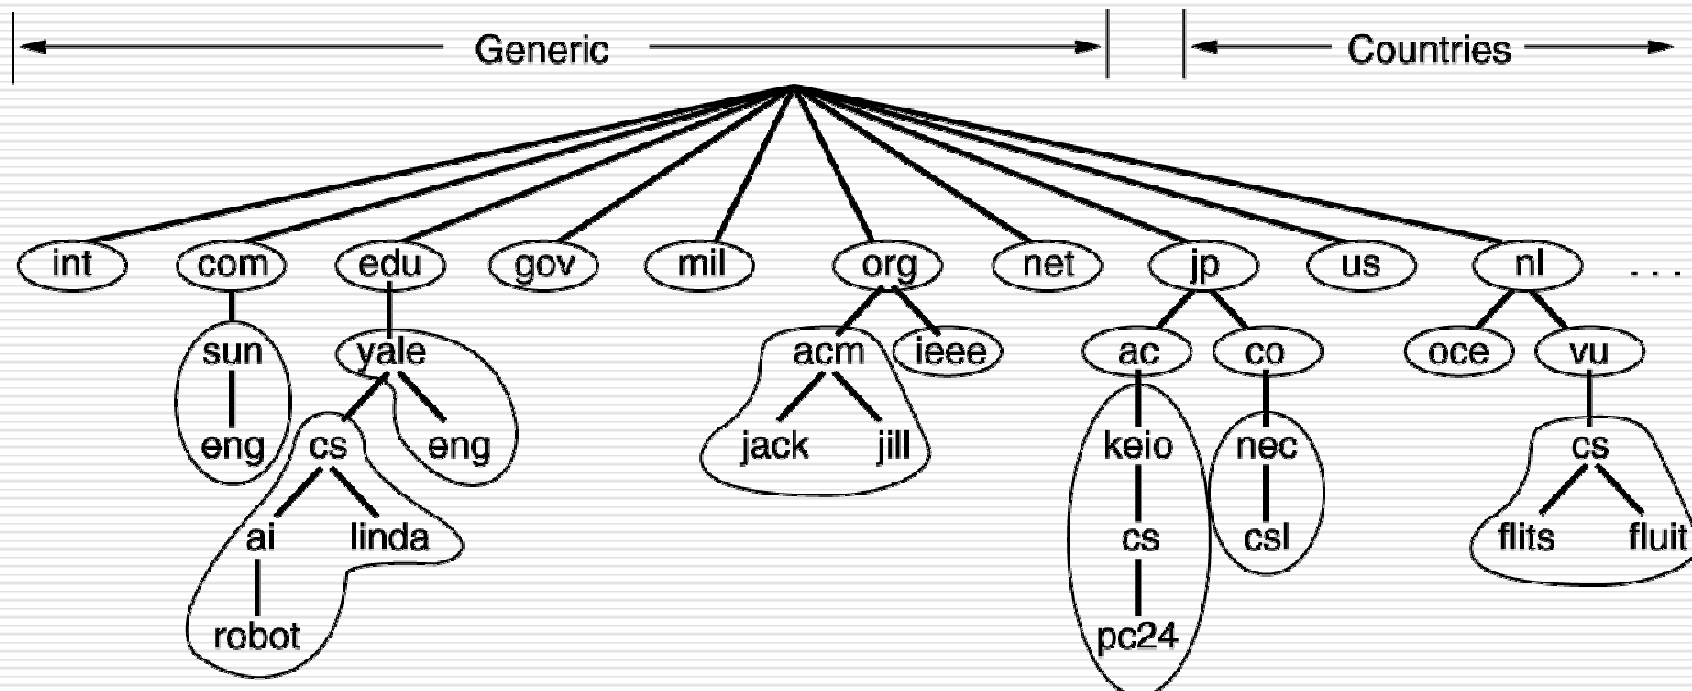 Generic Countries
int com edu gov mil org net jp us nl ...
sun yale acm ieee ac co oce vu
eng cs eng jack jill keio nec cs
ai linda cs csl flits fluit
robot pc24